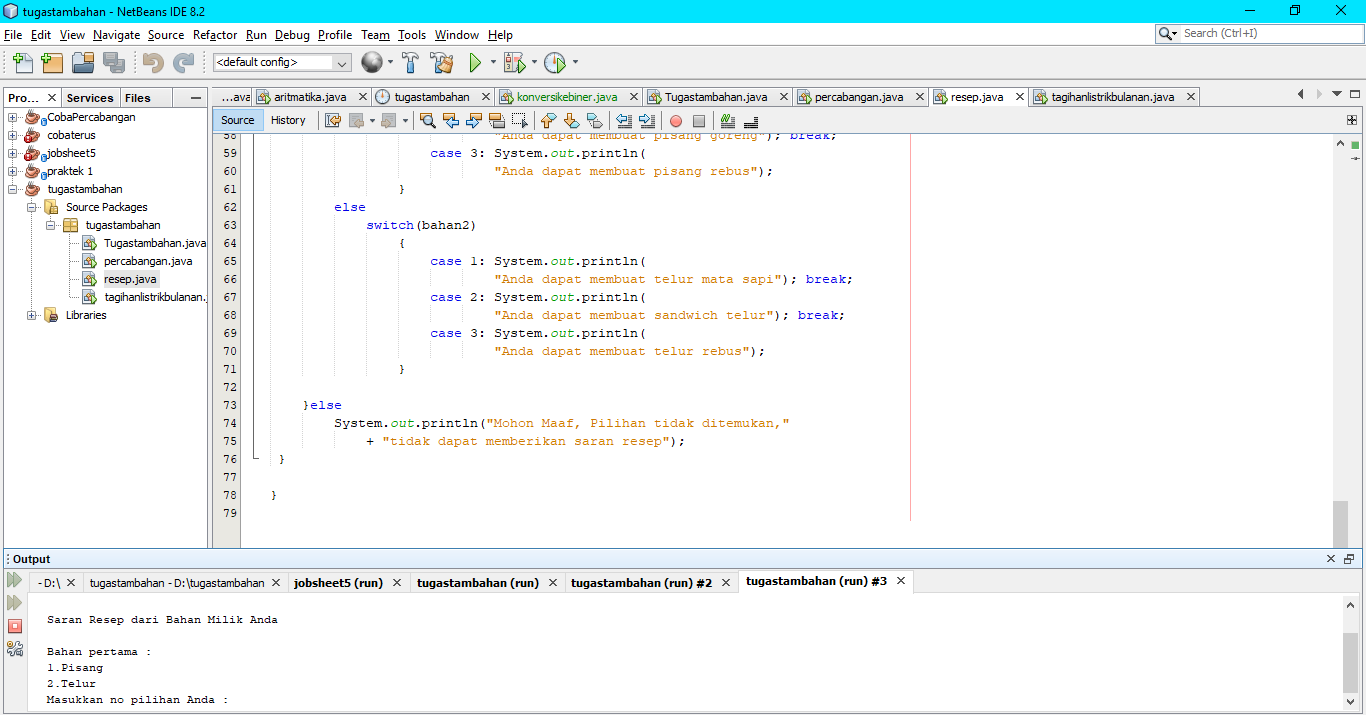 tugastambahan - NetBeans IDE 8.2
File Edit View Navigate Source Refactor Run Debug Profile Team Tools Window Help
Search (Ctrl+I)
<default config>
Pro... Services Files
...ava aritmatika.java tugastambahan konversikebiner.java Tugastambahan.java percabangan.java resep.java tagihanlistrikbulanan.java
Source History
CobaPercabangan
cobaterus
jobsheet5
praktek 1
tugastambahan
Source Packages
tugastambahan
Tugastambahan.java
percabangan.java
resep.java
tagihanlistrikbulanan.
Libraries
58 "Anda dapat membuat pisang goreng"); break;
59 case 3: System.out.println(
60 "Anda dapat membuat pisang rebus");
61 }
62 else
63 switch(bahan2)
64 {
65 case 1: System.out.println(
66 "Anda dapat membuat telur mata sapi"); break;
67 case 2: System.out.println(
68 "Anda dapat membuat sandwich telur"); break;
69 case 3: System.out.println(
70 "Anda dapat membuat telur rebus");
71 }
72
73 }else
74 System.out.println("Mohon Maaf, Pilihan tidak ditemukan,"
75 + "tidak dapat memberikan saran resep");
76 }
77
78 }
79
Output
- D:\ tugastambahan - D:\tugastambahan jobsheet5 (run) tugastambahan (run) tugastambahan (run) #2 tugastambahan (run) #3
Saran Resep dari Bahan Milik Anda
Bahan pertama :
1.Pisang
2.Telur
Masukkan no pilihan Anda :